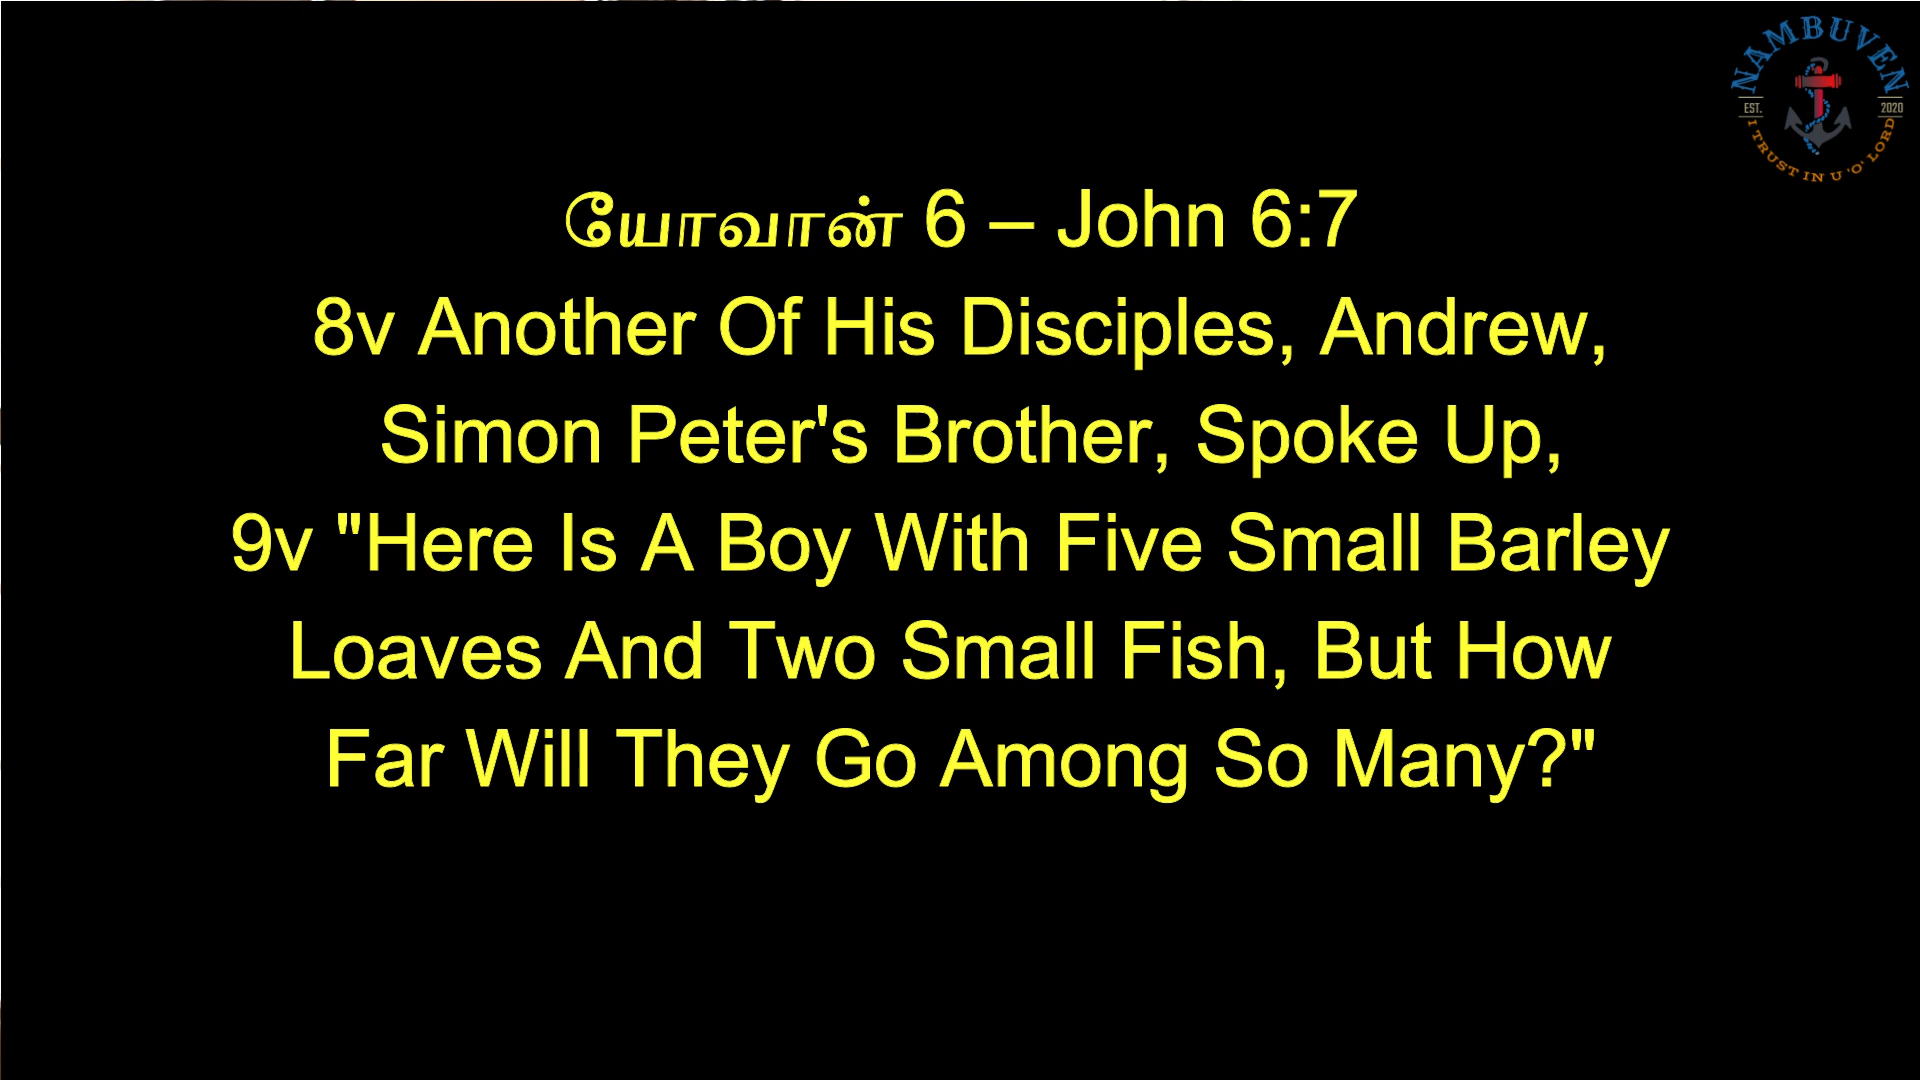 NAMBUVEN
EST. 2020
I TRUST IN U 'O' LORD
யோவான் 6 – John 6:7
8v Another Of His Disciples, Andrew,
Simon Peter's Brother, Spoke Up,
9v "Here Is A Boy With Five Small Barley
Loaves And Two Small Fish, But How
Far Will They Go Among So Many?"